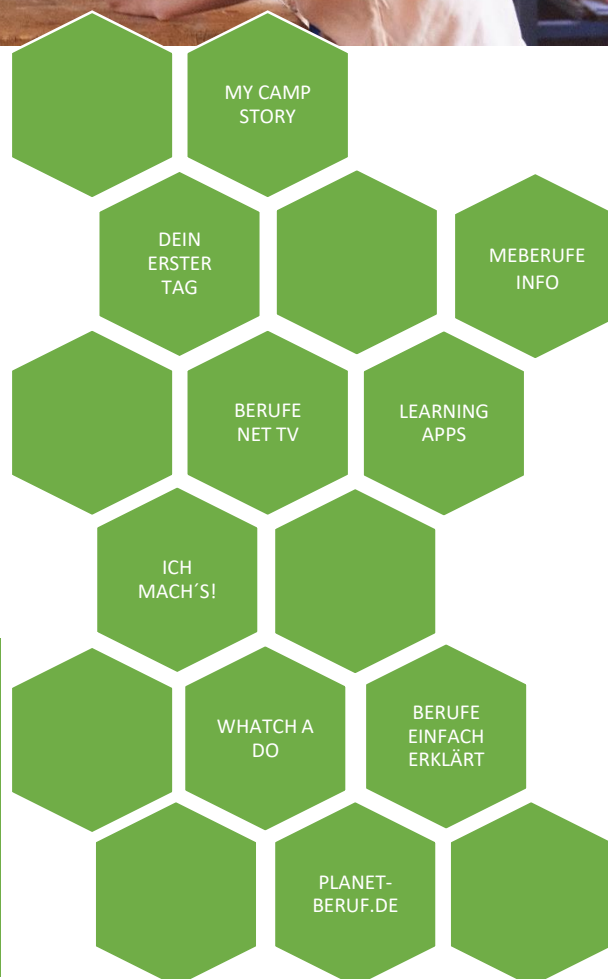 MY CAMP
STORY
DEIN
ERSTER
TAG
MEBERUFE
INFO
BERUFE
NET TV
LEARNING
APPS
ICH
MACH´S!
WHATCH A
DO
BERUFE
EINFACH
ERKLÄRT
PLANET-
BERUF.DE